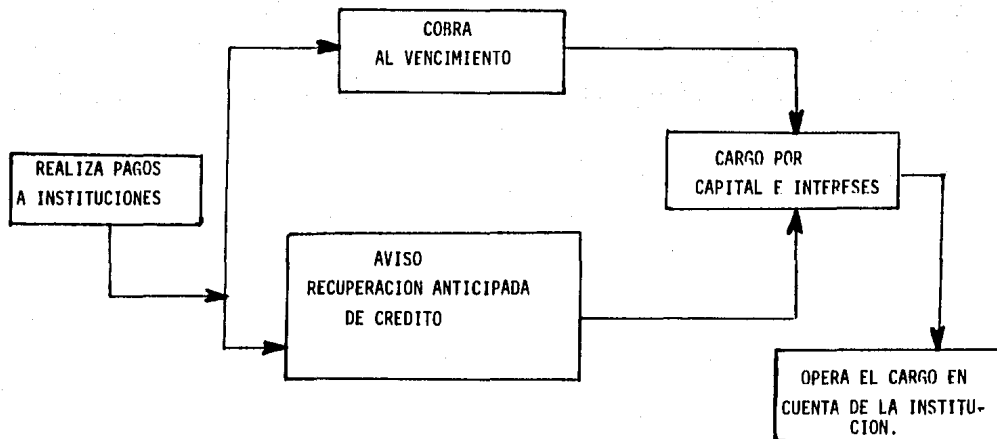 COBRA
AL VENCIMIENTO
REALIZA PAGOS
A INSTITUCIONES
CARGO POR
CAPITAL E INTERESES
AVISO
RECUPERACION ANTICIPADA
DE CREDITO
OPERA EL CARGO EN
CUENTA DE LA INSTITU-
CION.